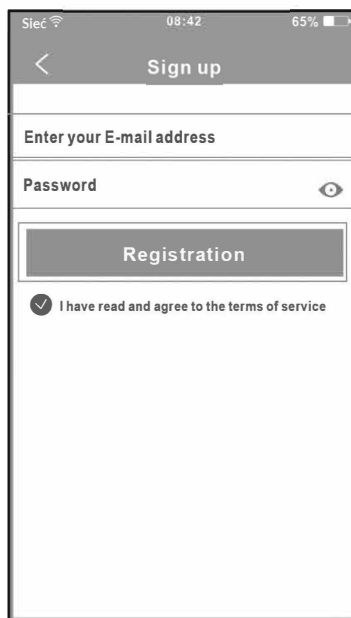 Sieć 08:42 65%
Sign up
Enter your E-mail address
Password
Registration
I have read and agree to the terms of service